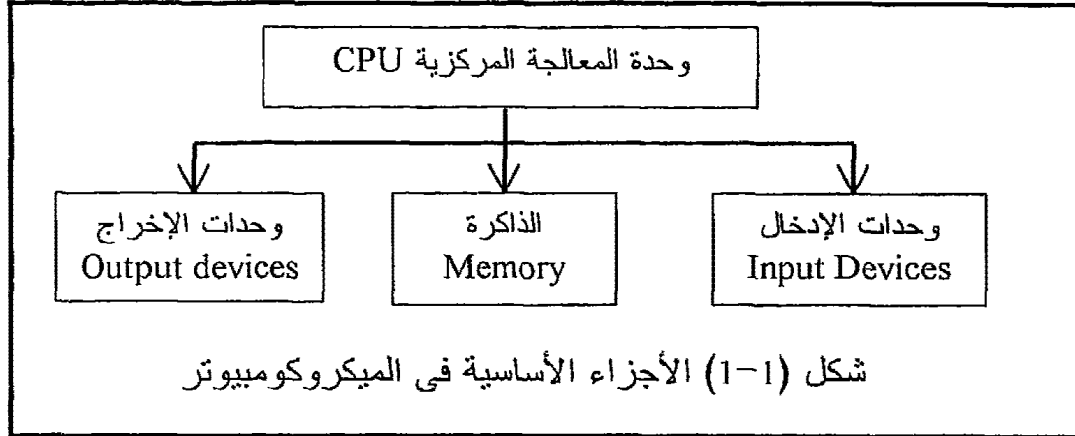 وحدة المعالجة المركزية CPU
وحدات الإدخال
Input Devices
الذاكرة
Memory
وحدات الإخراج
Output devices
شكل (1-1) الأجزاء الأساسية فى الميكروكومبيوتر